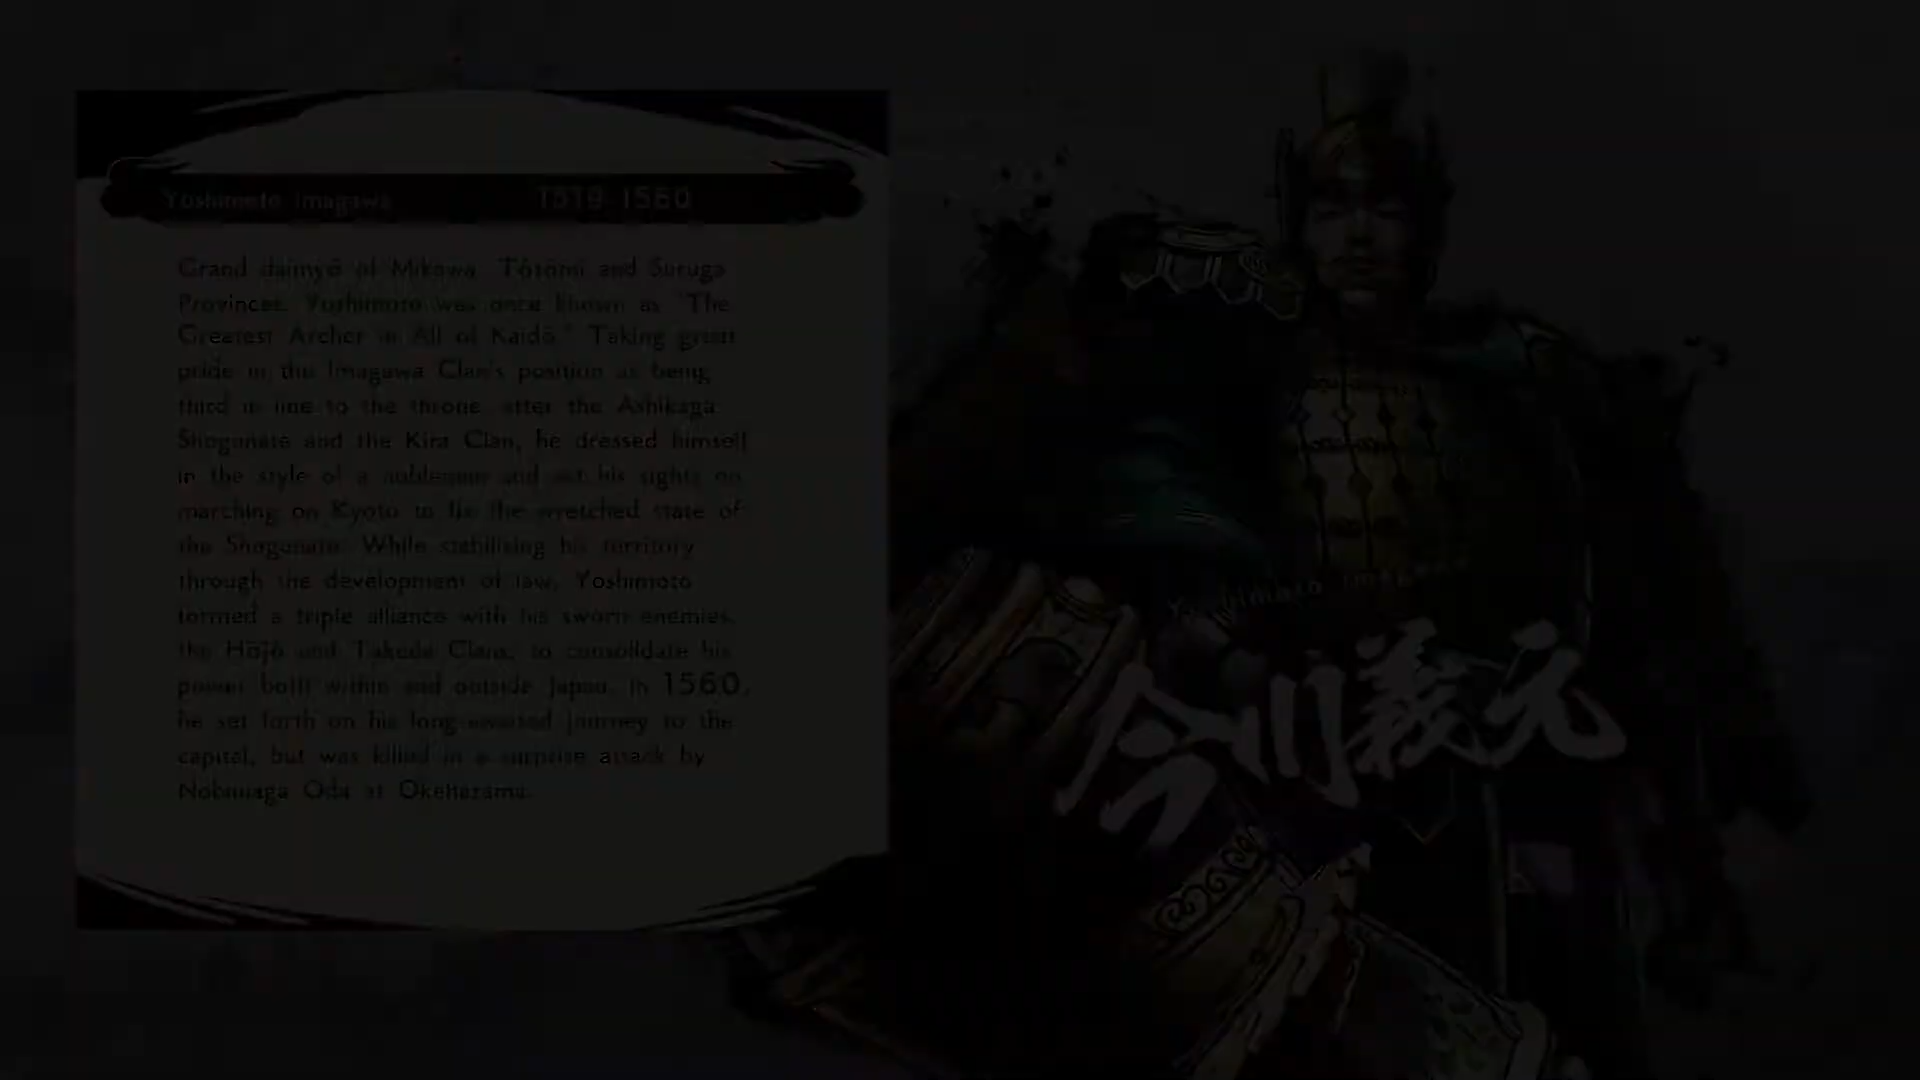 Yoshimoto Imagawa 1519-1560
Grand daimyō of Mikawa, Tōtōmi and Suruga
Provinces. Yoshimoto was once known as "The
Greatest Archer in All of Kaidō." Taking great
pride in the Imagawa Clan's position as being
third in line to the throne after the Ashikaga
Shogunate and the Kira Clan, he dressed himself
in the style of a nobleman and set his sights on
marching on Kyoto to fix the wretched state of
the Shogunate. While stabilising his territory
through the development of law, Yoshimoto
formed a triple alliance with his sworn enemies,
the Hōjō and Takeda Clans, to consolidate his
power both within and outside Japan. In 1560,
he set forth on his long-awaited journey to the
capital, but was killed in a surprise attack by
Nobunaga Oda at Okehazama.
Yoshimoto Imagawa
今川義元